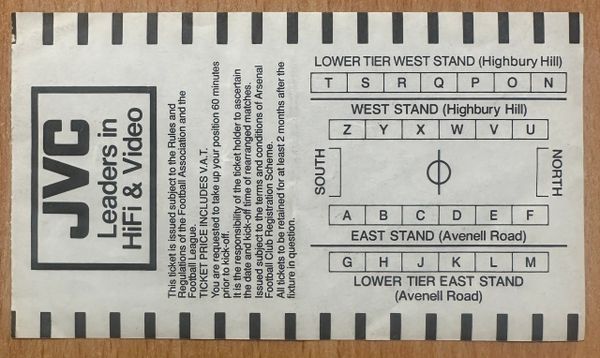 JVC
Leaders in
HiFi & Video
This ticket is issued subject to the Rules and
Regulations of the Football Association and the
Football League.
TICKET PRICE INCLUDES V.A.T.
You are requested to take up your position 60 minutes
prior to kick-off.
It is the responsibility of the ticket holder to ascertain
the date and kick-off time of rearranged matches.
Issued subject to the terms and conditions of Arsenal
Football Club Registration Scheme.
All tickets to be retained for at least 2 months after the
fixture in question.
LOWER TIER WEST STAND (Highbury Hill)
T S R Q P O N
WEST STAND (Highbury Hill)
Z Y X W V U
SOUTH
NORTH
A B C D E F
EAST STAND (Avenell Road)
G H J K L M
LOWER TIER EAST STAND
(Avenell Road)